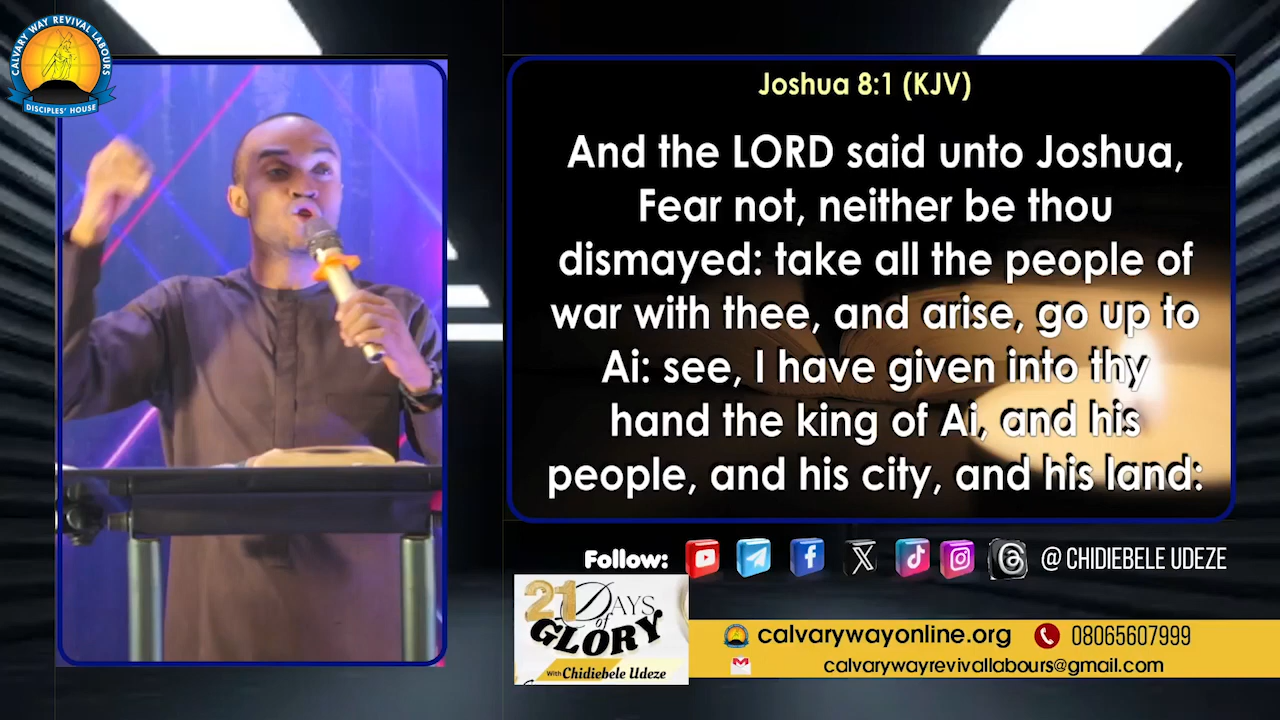 CALVARY WAY REVIVAL LABOURS
DISCIPLES' HOUSE
Joshua 8:1 (KJV)
And the LORD said unto Joshua,
Fear not, neither be thou
dismayed: take all the people of
war with thee, and arise, go up to
Ai: see, I have given into thy
hand the king of Ai, and his
people, and his city, and his land:
Follow:
@ CHIDIEBELE UDEZE
21 DAYS
of
GLORY
With Chidiebele Udeze
calvarywayonline.org
08065607999
calvarywayrevivallabours@gmail.com